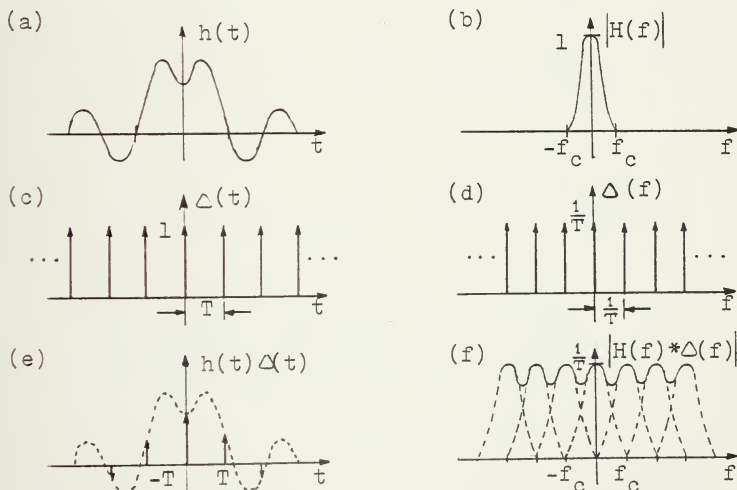 (a)
h(t)
t
(b)
|H(f)|
1
-f_c
f_c
f
(c)
Δ(t)
1
...
...
T
t
(d)
Δ(f)
1/T
...
...
1/T
f
(e)
h(t) Δ(t)
-T
T
t
(f)
1/T
|H(f)*Δ(f)|
-f_c
f_c
f